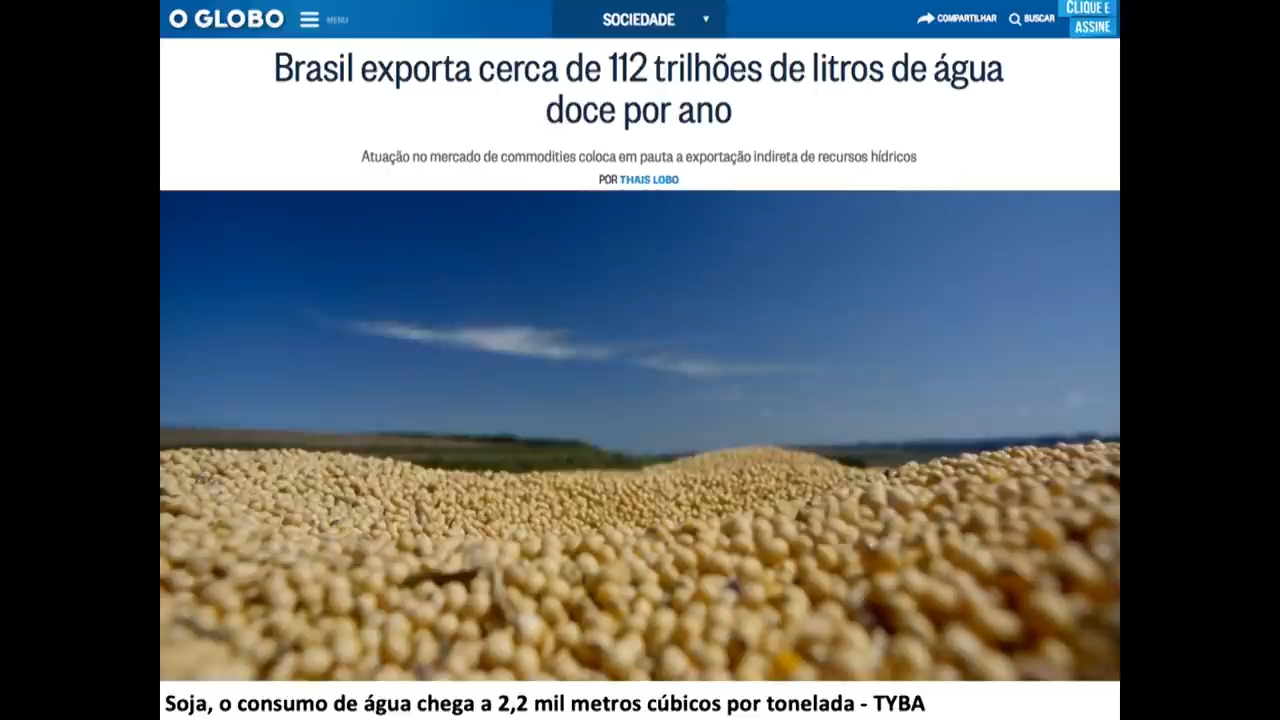 O GLOBO
MENU
SOCIEDADE
COMPARTILHAR
BUSCAR
CLIQUE E
ASSINE
Brasil exporta cerca de 112 trilhões de litros de água
doce por ano
Atuação no mercado de commodities coloca em pauta a exportação indireta de recursos hídricos
POR THAIS LOBO
Soja, o consumo de água chega a 2,2 mil metros cúbicos por tonelada - TYBA